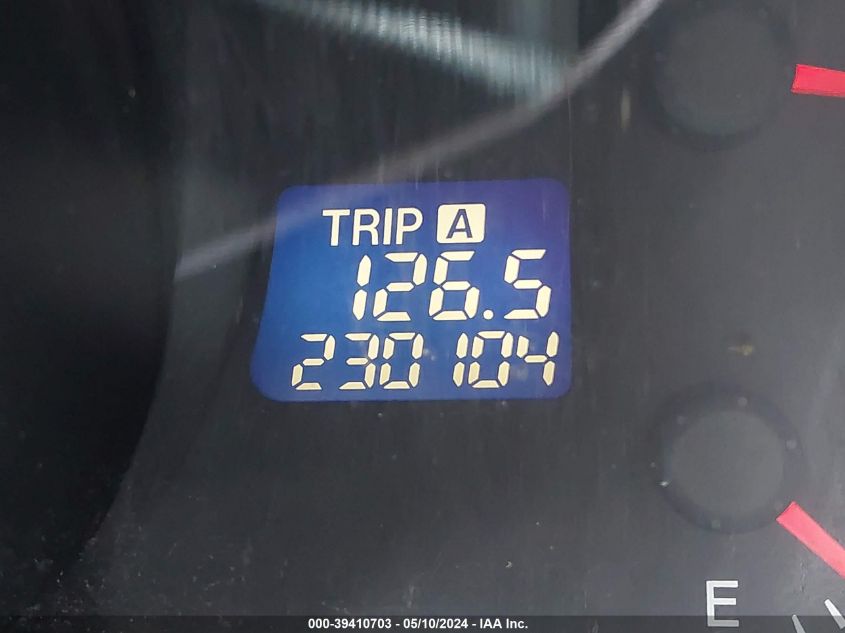 TRIP A
126.5
230104
E
000-39410703 - 05/10/2024 - IAA Inc.